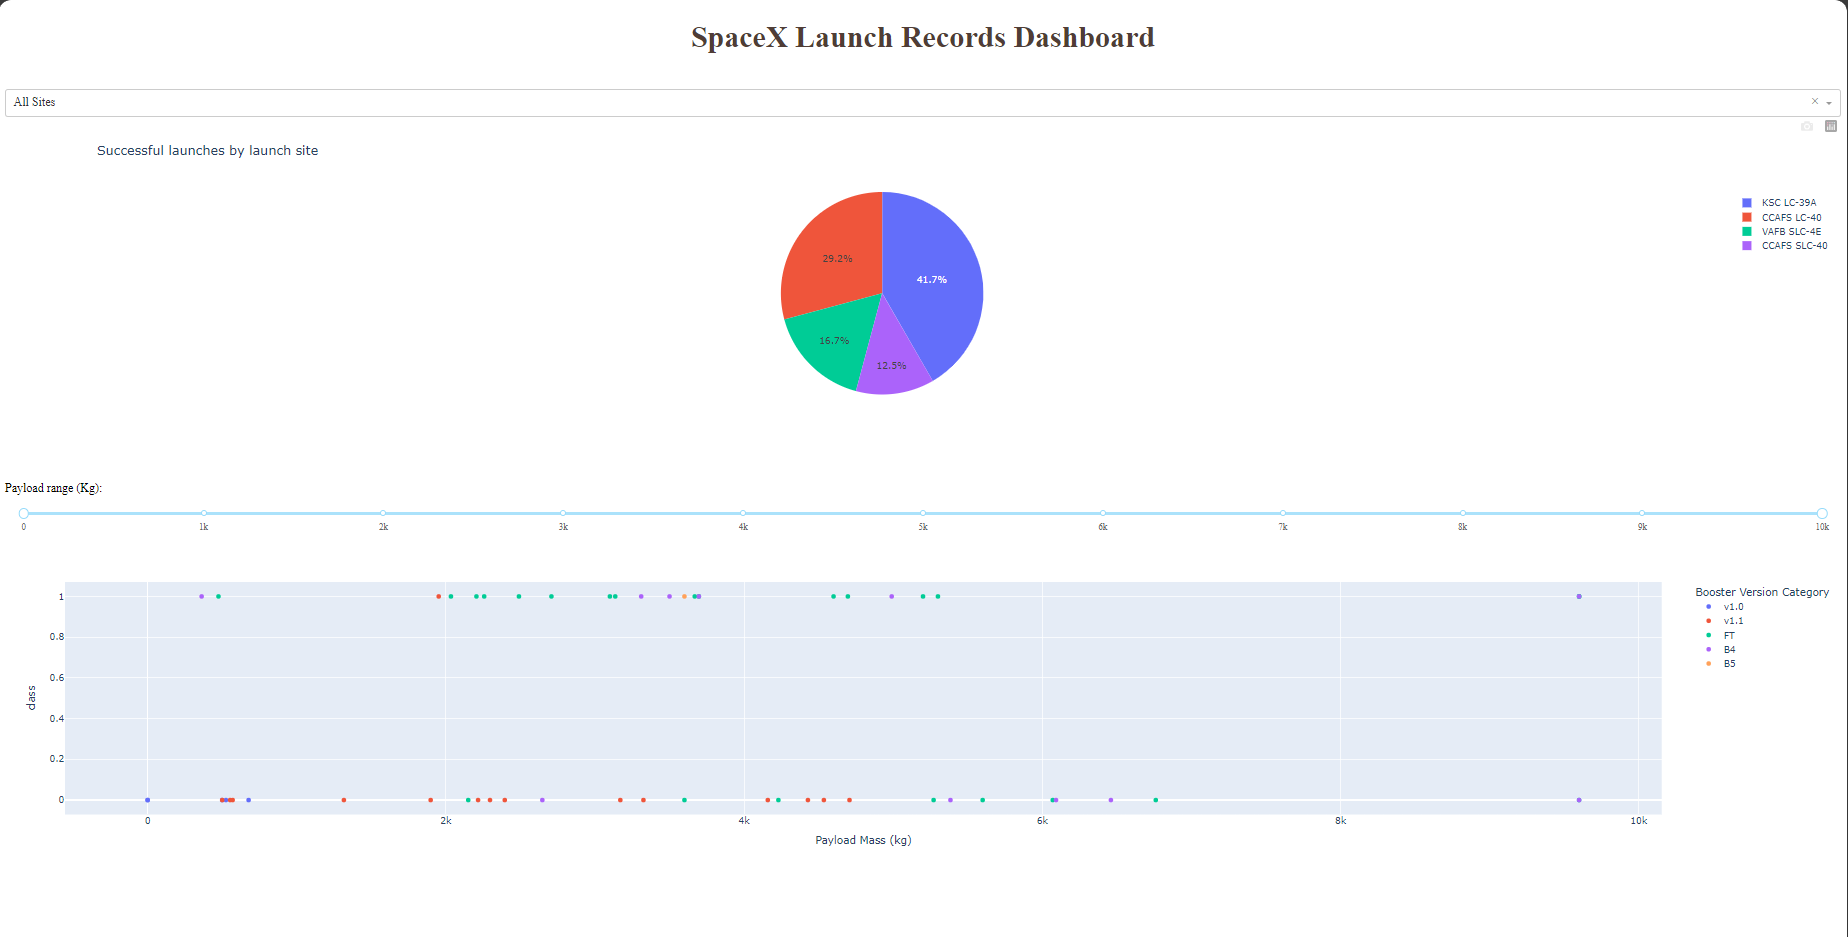 SpaceX Launch Records Dashboard
All Sites
Successful launches by launch site
KSC LC-39A
CCAFS LC-40
VAFB SLC-4E
CCAFS SLC-40
29.2%
41.7%
16.7%
12.5%
Payload range (Kg):
0 1k 2k 3k 4k 5k 6k 7k 8k 9k 10k
Booster Version Category
v1.0
v1.1
FT
B4
B5
class
1
0.8
0.6
0.4
0.2
0
0 2k 4k 6k 8k 10k
Payload Mass (kg)